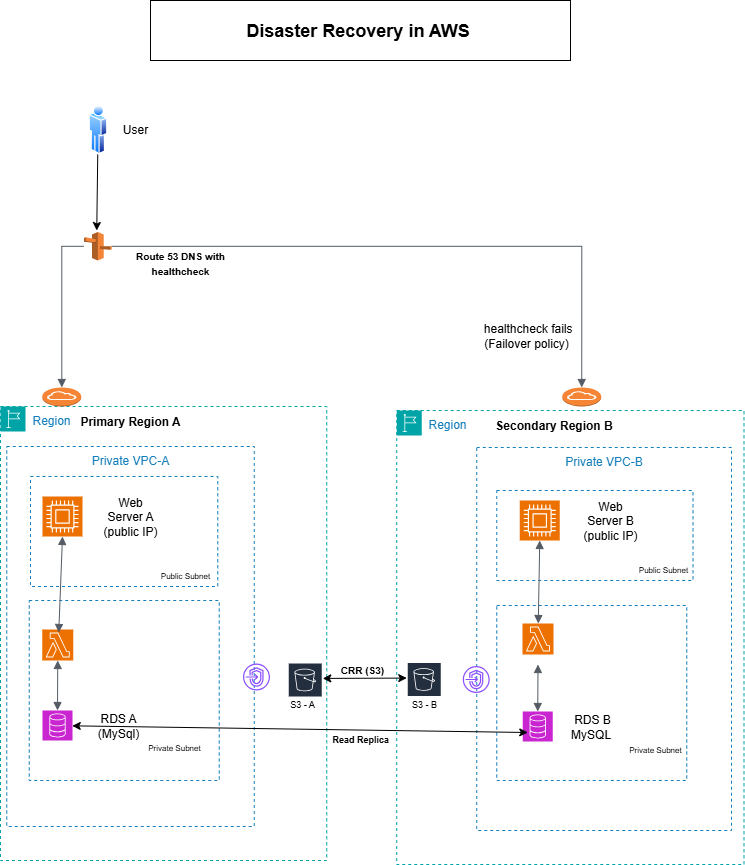 Disaster Recovery in AWS
User
Route 53 DNS with
healthcheck
healthcheck fails
(Failover policy)
Region
Primary Region A
Region
Secondary Region B
Private VPC-A
Private VPC-B
Web
Server A
(public IP)
Public Subnet
Web
Server B
(public IP)
Public Subnet
CRR (S3)
S3 - A
S3 - B
RDS A
(MySql)
Private Subnet
Read Replica
RDS B
MySQL
Private Subnet